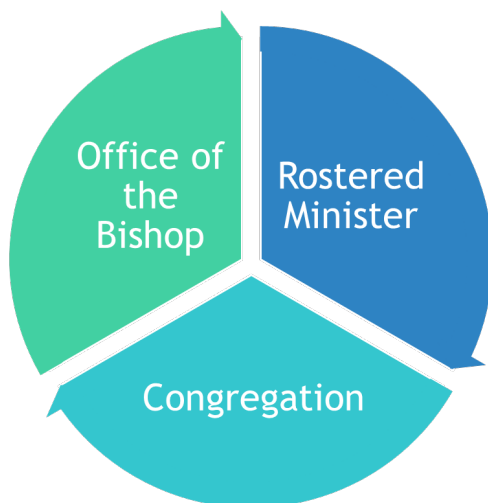 Office of
the
Bishop
Rostered
Minister
Congregation